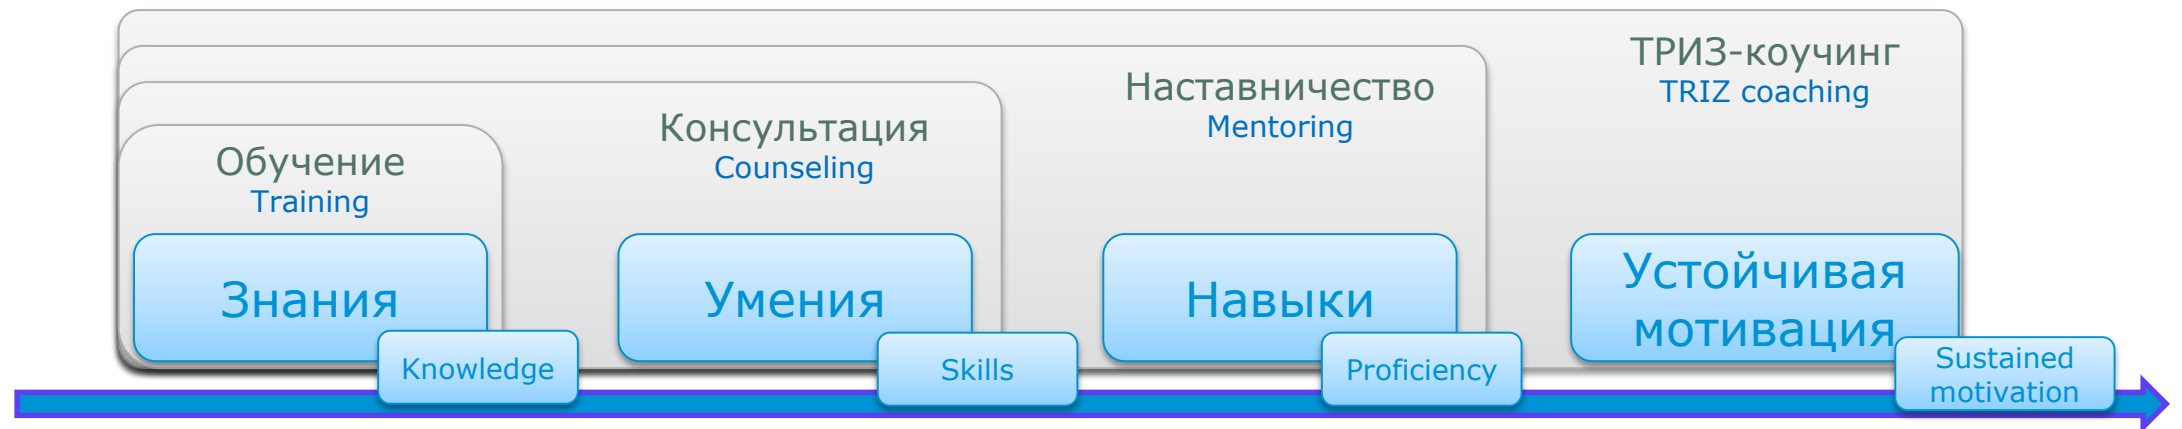 Обучение
Training
Знания
Knowledge
Консультация
Counseling
Умения
Skills
Наставничество
Mentoring
Навыки
Proficiency
ТРИЗ-коучинг
TRIZ coaching
Устойчивая
мотивация
Sustained
motivation